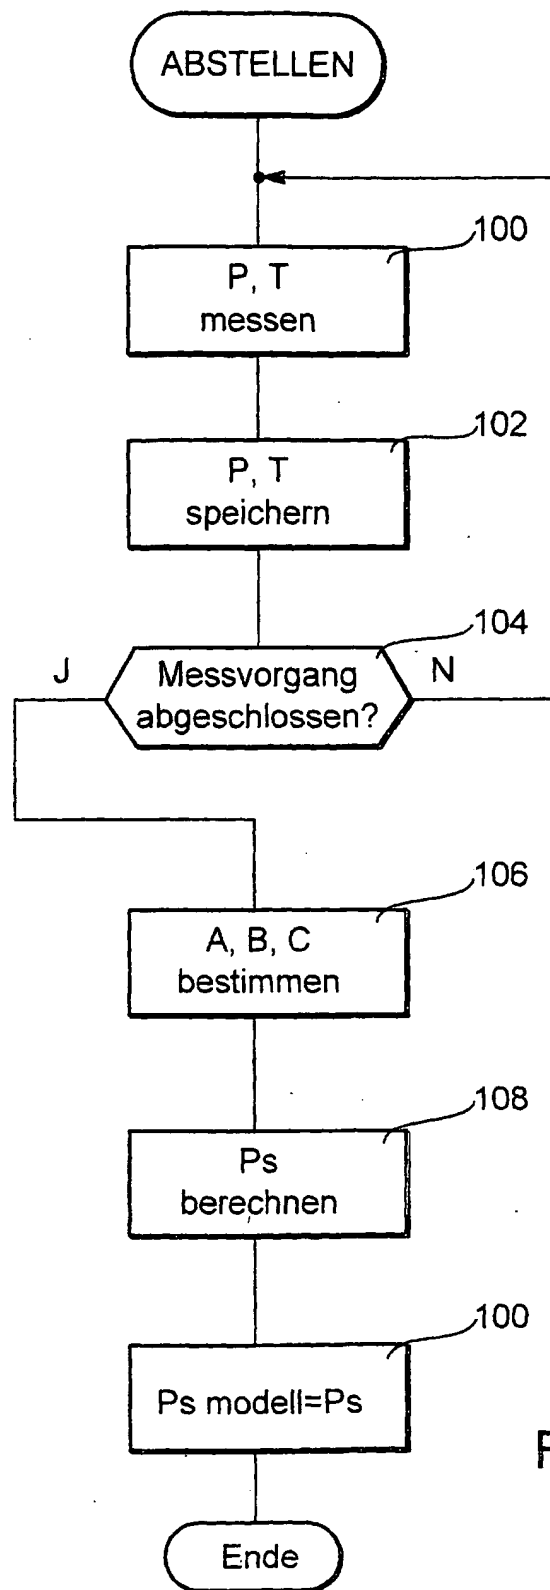 ABSTELLEN
100
P, T
messen
102
P, T
speichern
104
J
Messvorgang
abgeschlossen?
N
106
A, B, C
bestimmen
108
Ps
berechnen
100
Ps modell=Ps
Ende